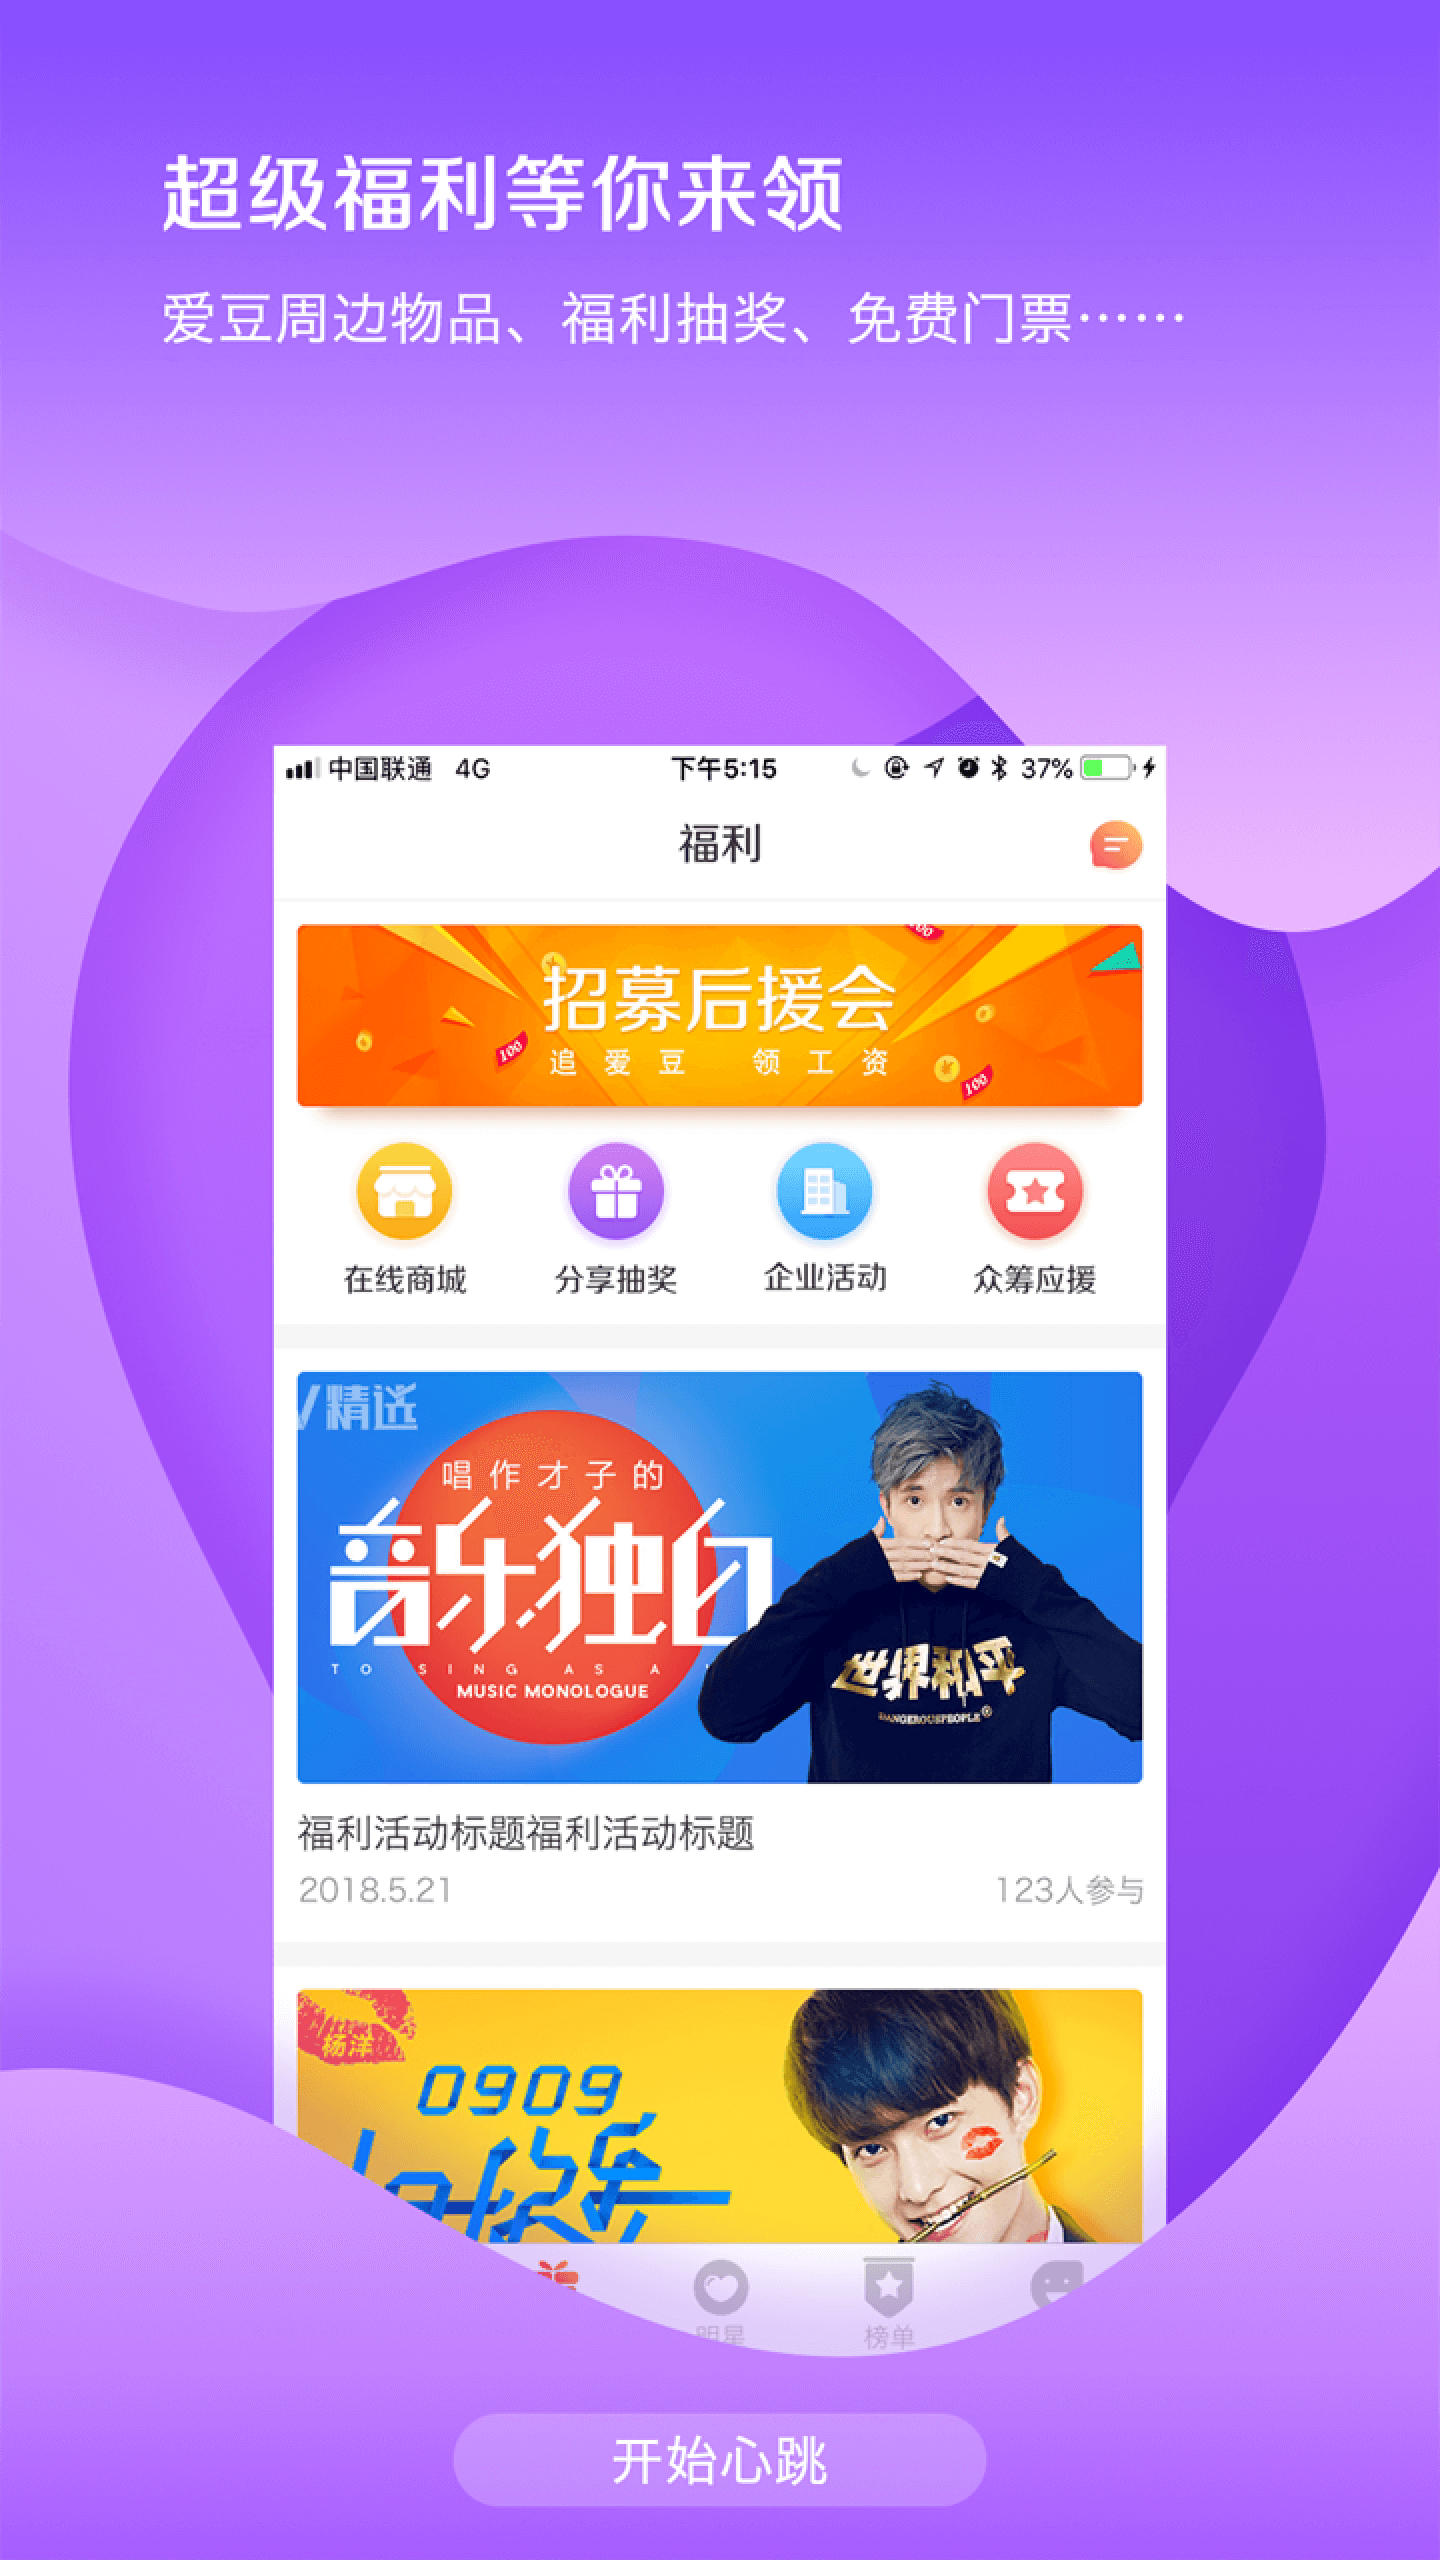 超级福利等你来领
爱豆周边物品、福利抽奖、免费门票……
中国联通 4G 下午5:15 37%
福利
100
招募后援会
追爱豆 领工资
100
100
在线商城 分享抽奖 企业活动 众筹应援
V精选
唱作才子的
音乐独白
TO SING AS A
MUSIC MONOLOGUE
世界和平
DANGEROUSPEOPLE®
福利活动标题福利活动标题
2018.5.21 123人参与
杨洋
0909
明星 榜单
开始心跳